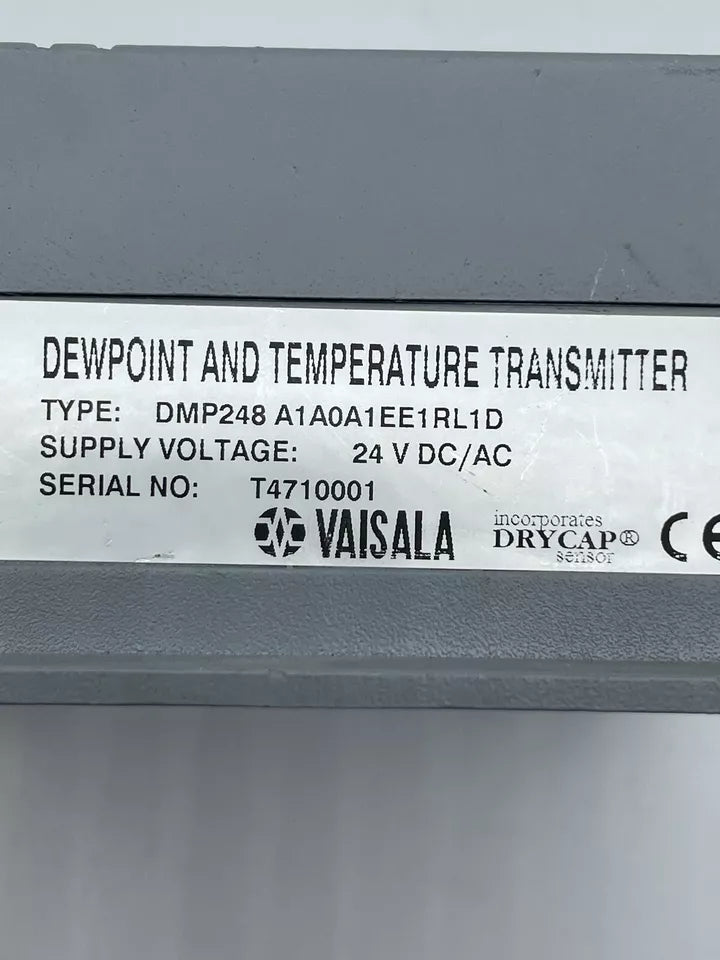 DEWPOINT AND TEMPERATURE TRANSMITTER
TYPE: DMP248 A1A0A1EE1RL1D
SUPPLY VOLTAGE: 24 V DC/AC
SERIAL NO: T4710001
VAISALA
incorporates
DRYCAP®
sensor
CE